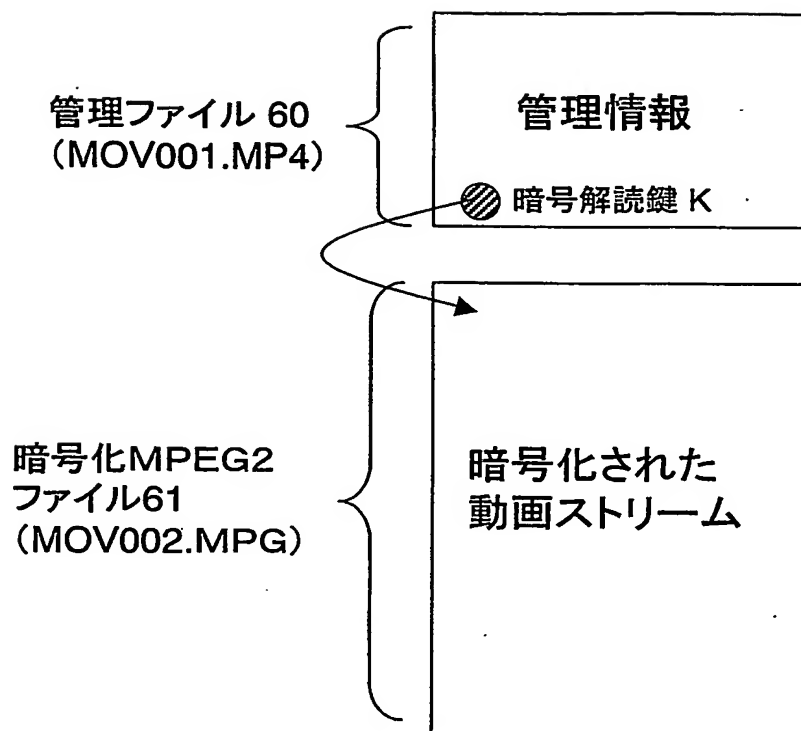 管理ファイル 60
(MOV001.MP4)
管理情報
暗号解読鍵 K
暗号化MPEG2
ファイル61
(MOV002.MPG)
暗号化された
動画ストリーム